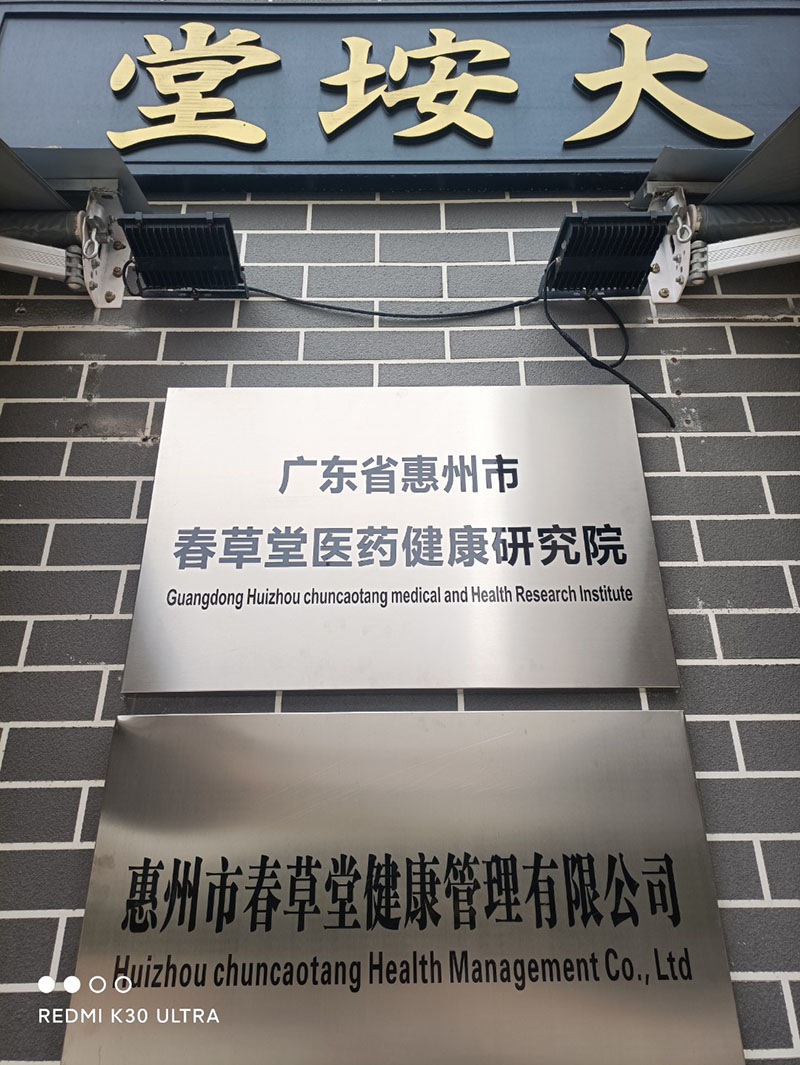 大垵堂
广东省惠州市
春草堂医药健康研究院
Guangdong Huizhou chuncaotang medical and Health Research Institute
惠州市春草堂健康管理有限公司
Huizhou chuncaotang Health Management Co., Ltd
REDMI K30 ULTRA